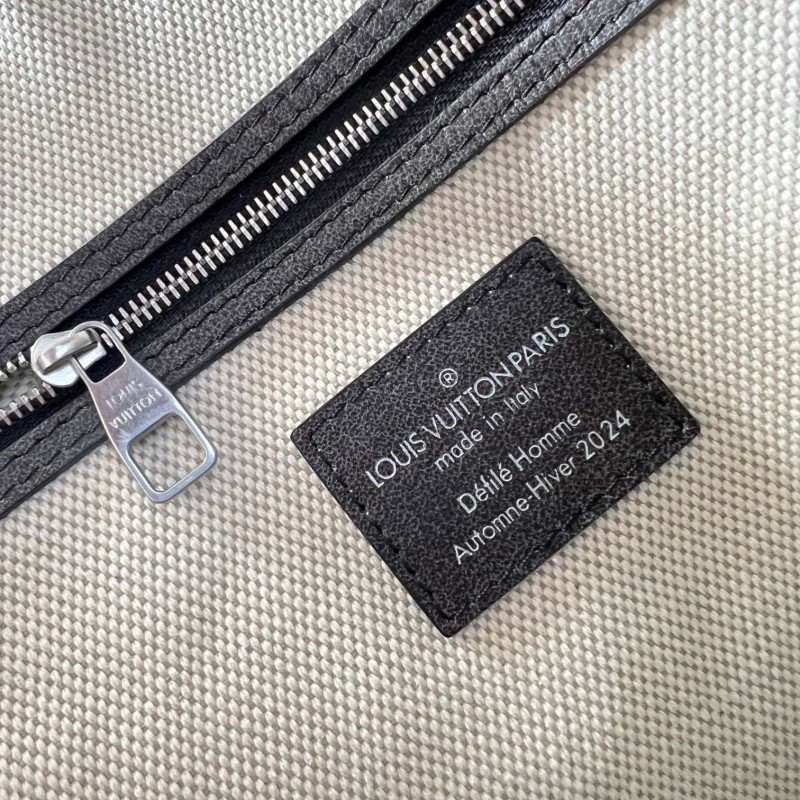 LOUIS
VUITTON
®
LOUIS VUITTON PARIS
made in Italy
Défilé Homme
Automne-Hiver 2024